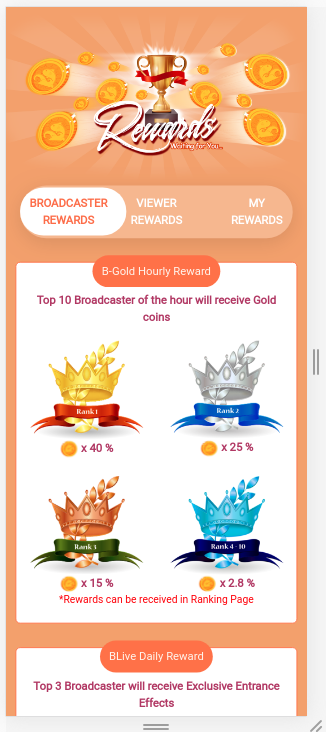 Rewards
Waiting for You...
BROADCASTER
REWARDS
VIEWER
REWARDS
MY
REWARDS
B-Gold Hourly Reward
Top 10 Broadcaster of the hour will receive Gold
coins
Rank 1
Rank 2
x 40 %
x 25 %
Rank 3
Rank 4 - 10
x 15 %
x 2.8 %
*Rewards can be received in Ranking Page
BLive Daily Reward
Top 3 Broadcaster will receive Exclusive Entrance
Effects